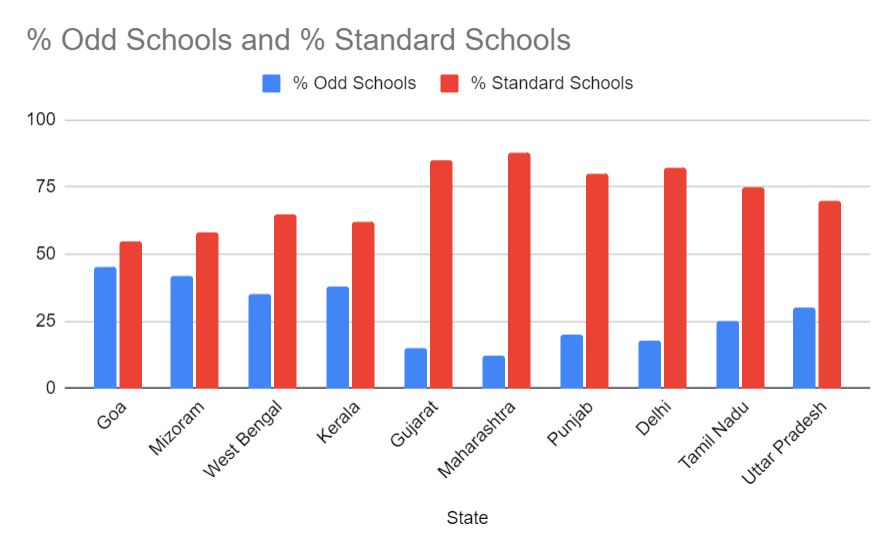 % Odd Schools and % Standard Schools
% Odd Schools % Standard Schools
100
75
50
25
0
Goa
Mizoram
West Bengal
Kerala
Gujarat
Maharashtra
Punjab
Delhi
Tamil Nadu
Uttar Pradesh
State